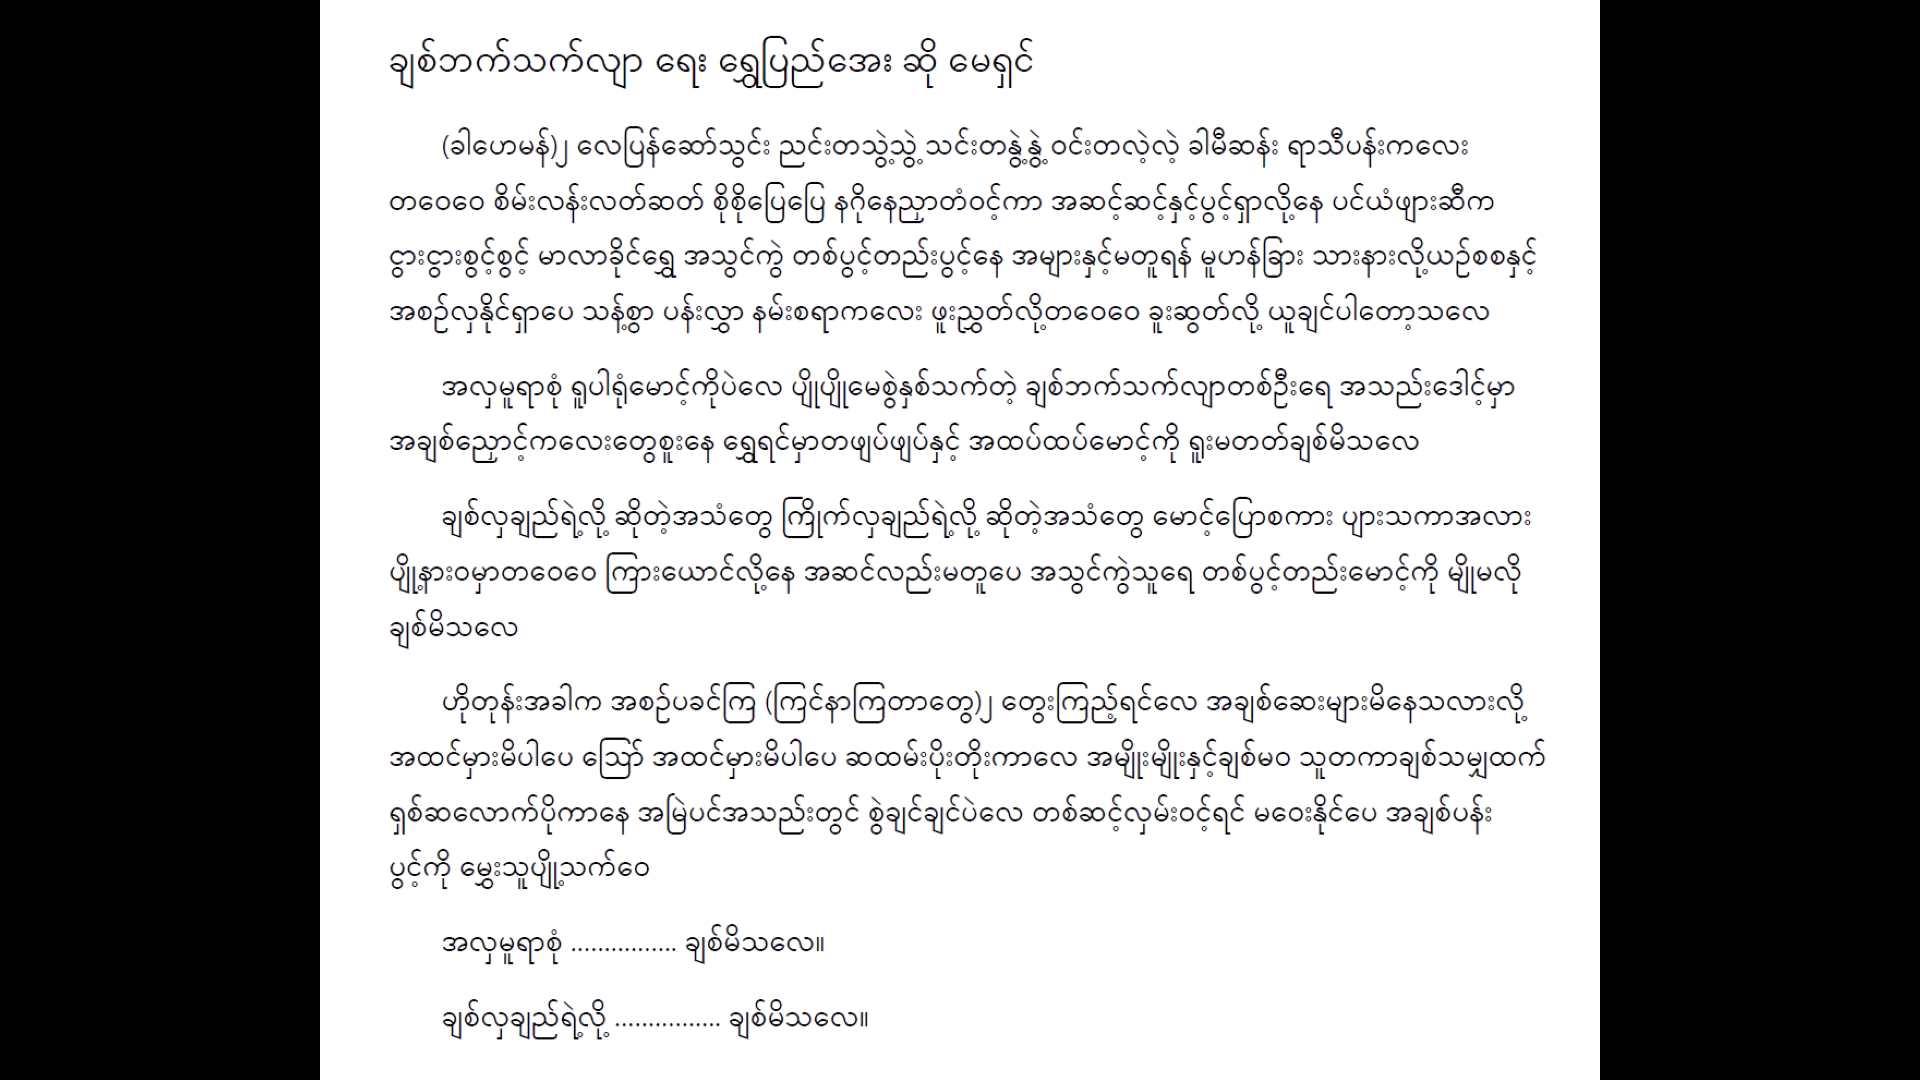 ချစ်ဘက်သက်လျာ ရေး ရွှေပြည်အေး ဆို မေရှင်
(ခါဟေမန်)၂ လေပြန်ဆော်သွင်း ညင်းတသွဲ့သွဲ့ သင်းတနွဲ့နွဲ့ ဝင်းတလဲ့လဲ့ ခါမီဆန်း ရာသီပန်းကလေး
တဝေဝေ စိမ်းလန်းလတ်ဆတ် စိုစိုပြေပြေ နဂိုနေညှာတံဝင့်ကာ အဆင့်ဆင့်နှင့်ပွင့်ရှာလို့နေ ပင်ယံဖျားဆီက
ငွားငွားစွင့်စွင့် မာလာခိုင်ရွှေ အသွင်ကွဲ တစ်ပွင့်တည်းပွင့်နေ အများနှင့်မတူရန် မူဟန်ခြား သားနားလို့ယဉ်စစနှင့်
အစဉ်လှနိုင်ရှာပေ သန့်စွာ ပန်းလွှာ နမ်းစရာကလေး ဖူးညွှတ်လို့တဝေဝေ ခူးဆွတ်လို့ ယူချင်ပါတော့သလေ
အလှမူရာစုံ ရူပါရုံမောင့်ကိုပဲလေ ပျိုပျိုမေစွဲနှစ်သက်တဲ့ ချစ်ဘက်သက်လျာတစ်ဦးရေ အသည်းဒေါင့်မှာ
အချစ်ညှောင့်ကလေးတွေစူးနေ ရွှေရင်မှာတဖျပ်ဖျပ်နှင့် အထပ်ထပ်မောင့်ကို ရူးမတတ်ချစ်မိသလေ
ချစ်လှချည်ရဲ့လို့ ဆိုတဲ့အသံတွေ ကြိုက်လှချည်ရဲ့လို့ ဆိုတဲ့အသံတွေ မောင့်ပြောစကား ပျားသကာအလား
ပျို့နားဝမှာတဝေဝေ ကြားယောင်လို့နေ အဆင်လည်းမတူပေ အသွင်ကွဲသူရေ တစ်ပွင့်တည်းမောင့်ကို မျိုမလို
ချစ်မိသလေ
ဟိုတုန်းအခါက အစဉ်ပခင်ကြ (ကြင်နာကြတာတွေ)၂ တွေးကြည့်ရင်လေ အချစ်ဆေးများမိနေသလားလို့
အထင်မှားမိပါပေ ဩော် အထင်မှားမိပါပေ ဆထမ်းပိုးတိုးကာလေ အမျိုးမျိုးနှင့်ချစ်မဝ သူတကာချစ်သမျှထက်
ရှစ်ဆလောက်ပိုကာနေ အမြဲပင်အသည်းတွင် စွဲချင်ချင်ပဲလေ တစ်ဆင့်လှမ်းဝင့်ရင် မဝေးနိုင်ပေ အချစ်ပန်း
ပွင့်ကို မွှေးသူပျို့သက်ဝေ
အလှမူရာစုံ ................ ချစ်မိသလေ။
ချစ်လှချည်ရဲ့လို့ ................ ချစ်မိသလေ။